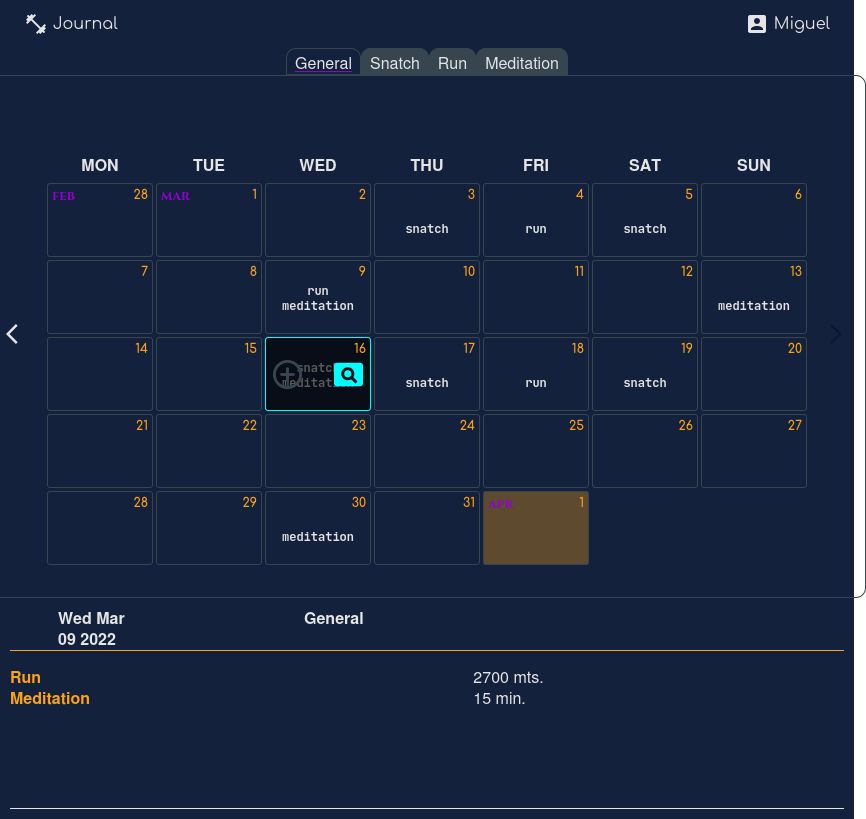 Journal
Miguel
General Snatch Run Meditation
MON TUE WED THU FRI SAT SUN
FEB 28 MAR 1 2 3 4 5 6
snatch run snatch
7 8 9 10 11 12 13
run
meditation meditation
14 15 16 17 18 19 20
snatch run snatch
21 22 23 24 25 26 27
28 29 30 31 APR 1
meditation
Wed Mar
09 2022
General
Run 2700 mts.
Meditation 15 min.